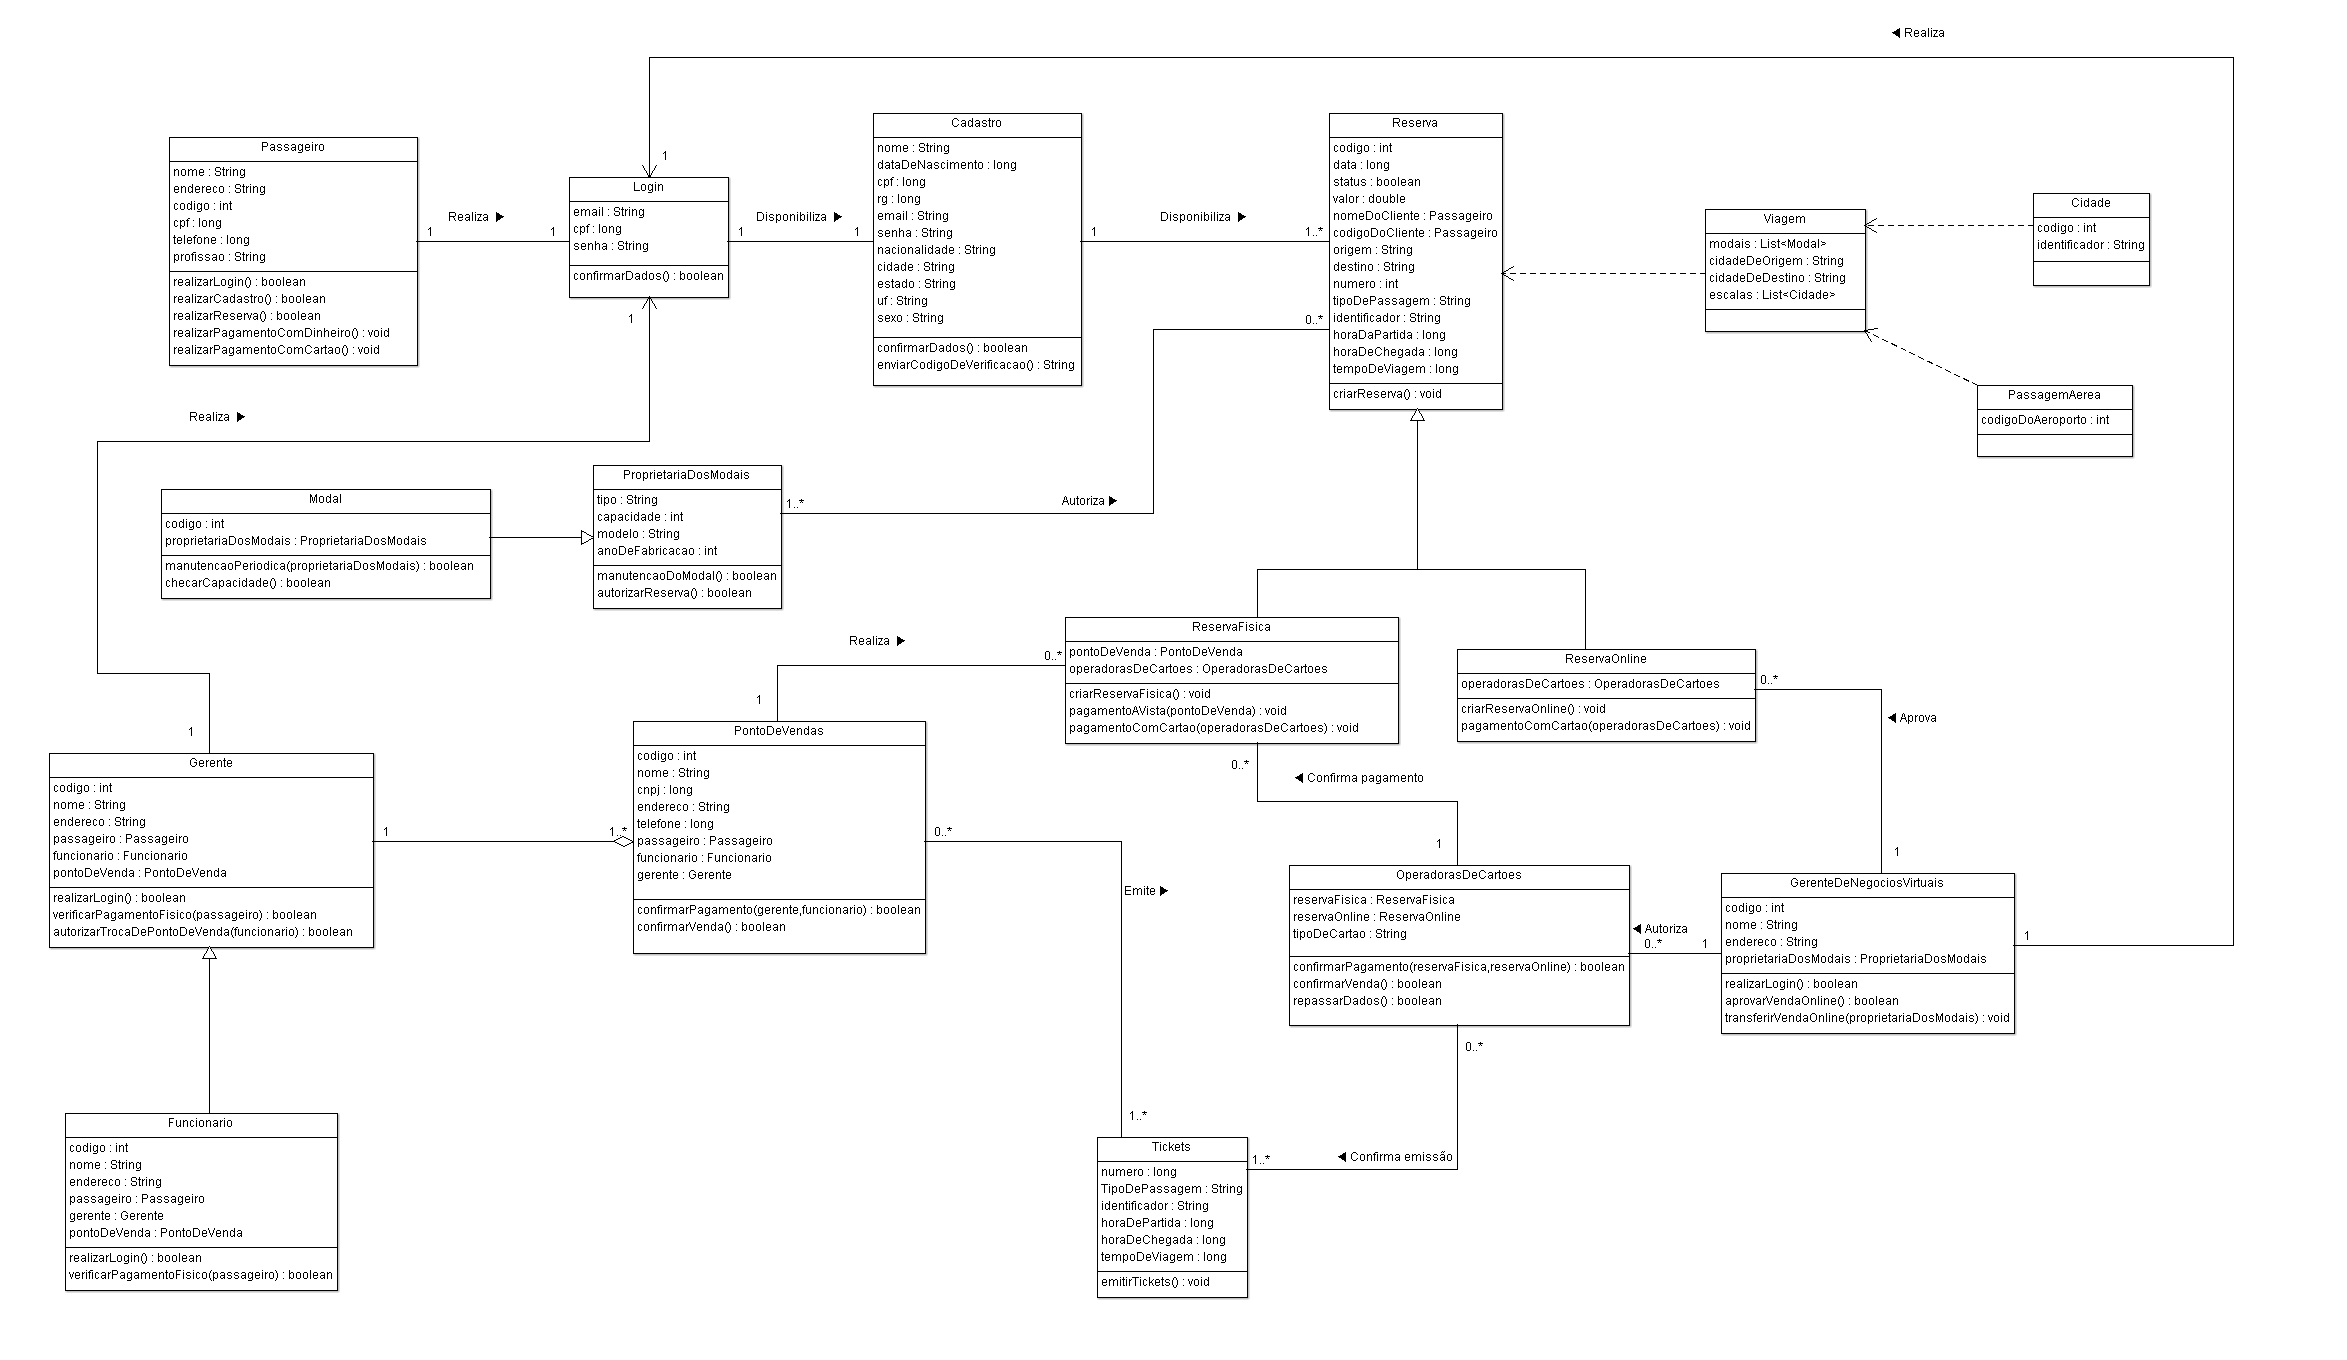 ◄ Realiza
Passageiro
nome : String
endereco : String
codigo : int
cpf : long
telefone : long
profissao : String
realizarLogin() : boolean
realizarCadastro() : boolean
realizarReserva() : boolean
realizarPagamentoComDinheiro() : void
realizarPagamentoComCartao() : void
Realiza ►
1
1
1
Login
email : String
cpf : long
senha : String
confirmarDados() : boolean
1
Disponibiliza ►
1
1
Cadastro
nome : String
dataDeNascimento : long
cpf : long
rg : long
email : String
senha : String
nacionalidade : String
cidade : String
estado : String
uf : String
sexo : String
confirmarDados() : boolean
enviarCodigoDeVerificacao() : String
Disponibiliza ►
1
1..*
0..*
Reserva
codigo : int
data : long
status : boolean
valor : double
nomeDoCliente : Passageiro
codigoDoCliente : Passageiro
origem : String
destino : String
numero : int
tipoDePassagem : String
identificador : String
horaDaPartida : long
horaDeChegada : long
tempoDeViagem : long
criarReserva() : void
Viagem
modais : List<Modal>
cidadeDeOrigem : String
cidadeDeDestino : String
escalas : List<Cidade>
Cidade
codigo : int
identificador : String
PassagemAerea
codigoDoAeroporto : int
Realiza ►
Modal
codigo : int
proprietariaDosModais : ProprietariaDosModais
manutencaoPeriodica(proprietariaDosModais) : boolean
checarCapacidade() : boolean
ProprietariaDosModais
tipo : String
capacidade : int
modelo : String
anoDeFabricacao : int
manutencaoDoModal() : boolean
autorizarReserva() : boolean
1..*
Autoriza ►
Realiza ►
0..*
1
ReservaFisica
pontoDeVenda : PontoDeVenda
operadorasDeCartoes : OperadorasDeCartoes
criarReservaFisica() : void
pagamentoAVista(pontoDeVenda) : void
pagamentoComCartao(operadorasDeCartoes) : void
ReservaOnline
operadorasDeCartoes : OperadorasDeCartoes
criarReservaOnline() : void
pagamentoComCartao(operadorasDeCartoes) : void
0..*
◄ Aprova
1
0..*
◄ Confirma pagamento
1
1
Gerente
codigo : int
nome : String
endereco : String
passageiro : Passageiro
funcionario : Funcionario
pontoDeVenda : PontoDeVenda
realizarLogin() : boolean
verificarPagamentoFisico(passageiro) : boolean
autorizarTrocaDePontoDeVenda(funcionario) : boolean
1
1..*
PontoDeVendas
codigo : int
nome : String
cnpj : long
endereco : String
telefone : long
passageiro : Passageiro
funcionario : Funcionario
gerente : Gerente
confirmarPagamento(gerente,funcionario) : boolean
confirmarVenda() : boolean
0..*
Emite ►
1..*
OperadorasDeCartoes
reservaFisica : ReservaFisica
reservaOnline : ReservaOnline
tipoDeCartao : String
confirmarPagamento(reservaFisica,reservaOnline) : boolean
confirmarVenda() : boolean
repassarDados() : boolean
◄ Autoriza
0..*
1
GerenteDeNegociosVirtuais
codigo : int
nome : String
endereco : String
proprietariaDosModais : ProprietariaDosModais
realizarLogin() : boolean
aprovarVendaOnline() : boolean
transferirVendaOnline(proprietariaDosModais) : void
1
0..*
◄ Confirma emissão
1..*
Funcionario
codigo : int
nome : String
endereco : String
passageiro : Passageiro
gerente : Gerente
pontoDeVenda : PontoDeVenda
realizarLogin() : boolean
verificarPagamentoFisico(passageiro) : boolean
Tickets
numero : long
TipoDePassagem : String
identificador : String
horaDePartida : long
horaDeChegada : long
tempoDeViagem : long
emitirTickets() : void